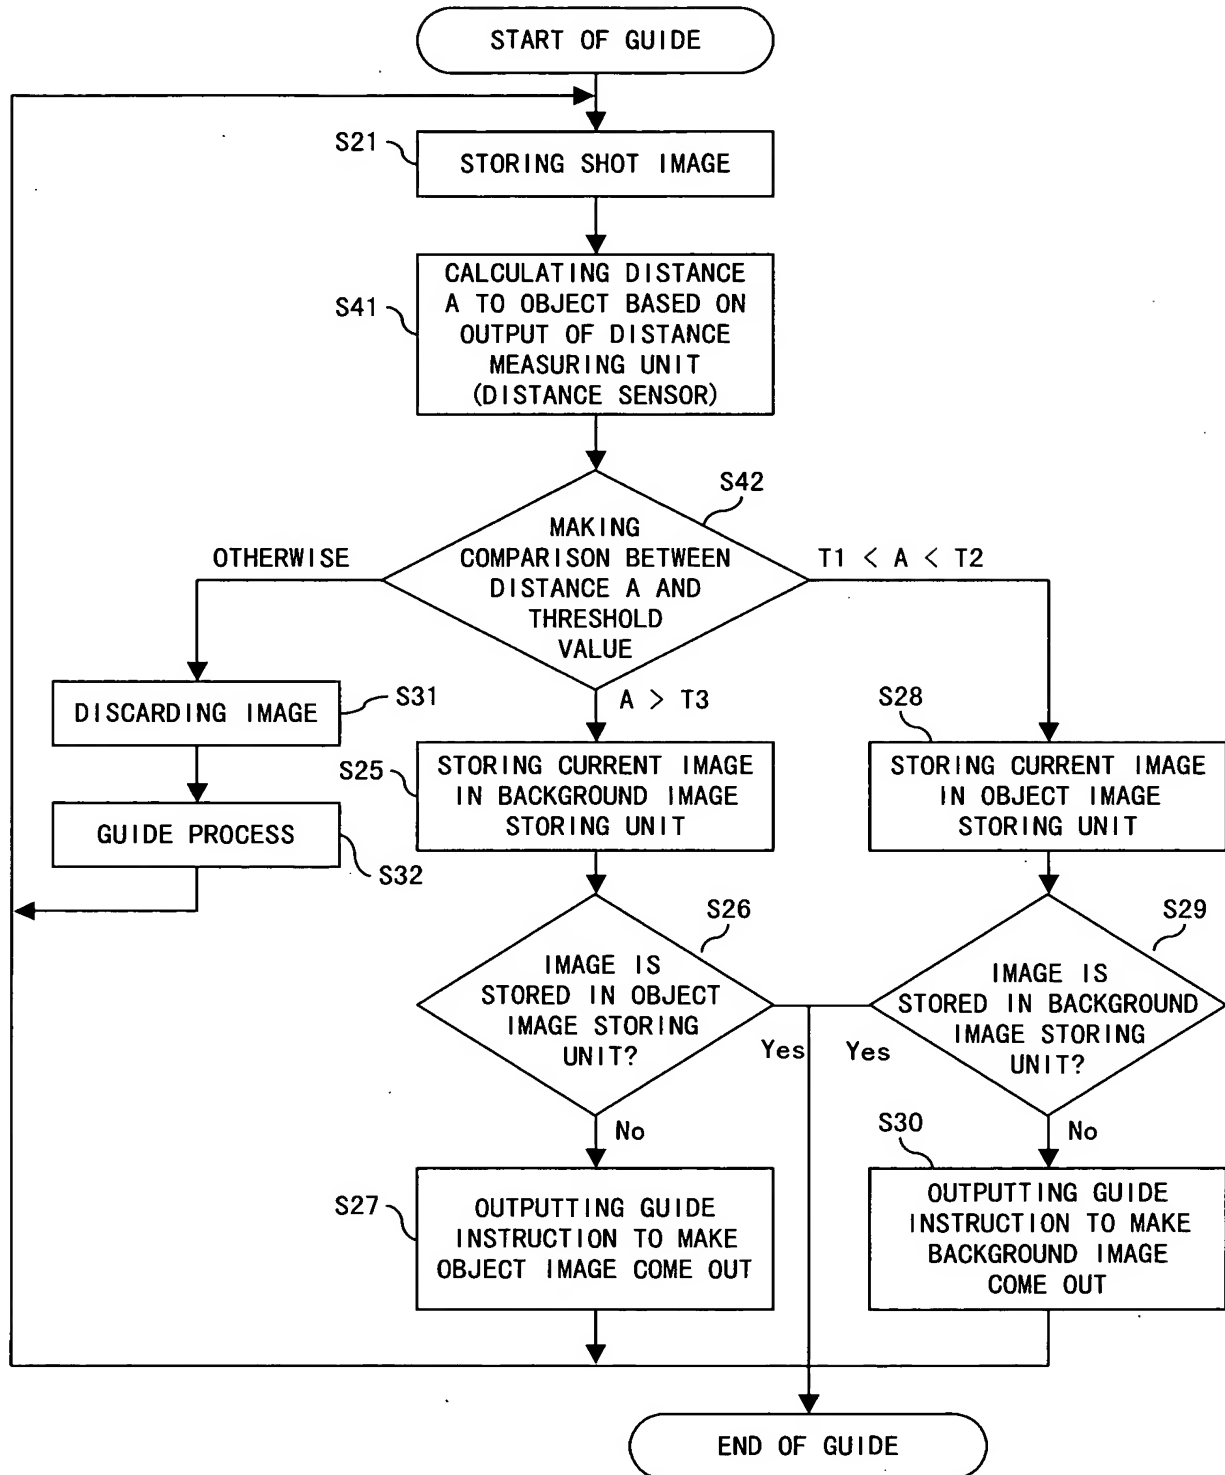 START OF GUIDE
S21
STORING SHOT IMAGE
S41
CALCULATING DISTANCE
A TO OBJECT BASED ON
OUTPUT OF DISTANCE
MEASURING UNIT
(DISTANCE SENSOR)
S42
MAKING
COMPARISON BETWEEN
DISTANCE A AND
THRESHOLD
VALUE
OTHERWISE
T1 < A < T2
A > T3
S31
DISCARDING IMAGE
GUIDE PROCESS
S32
S25
STORING CURRENT IMAGE
IN BACKGROUND IMAGE
STORING UNIT
S28
STORING CURRENT IMAGE
IN OBJECT IMAGE
STORING UNIT
S26
IMAGE IS
STORED IN OBJECT
IMAGE STORING
UNIT?
Yes
No
S29
IMAGE IS
STORED IN BACKGROUND
IMAGE STORING
UNIT?
Yes
No
S27
OUTPUTTING GUIDE
INSTRUCTION TO MAKE
OBJECT IMAGE COME OUT
S30
OUTPUTTING GUIDE
INSTRUCTION TO MAKE
BACKGROUND IMAGE
COME OUT
END OF GUIDE